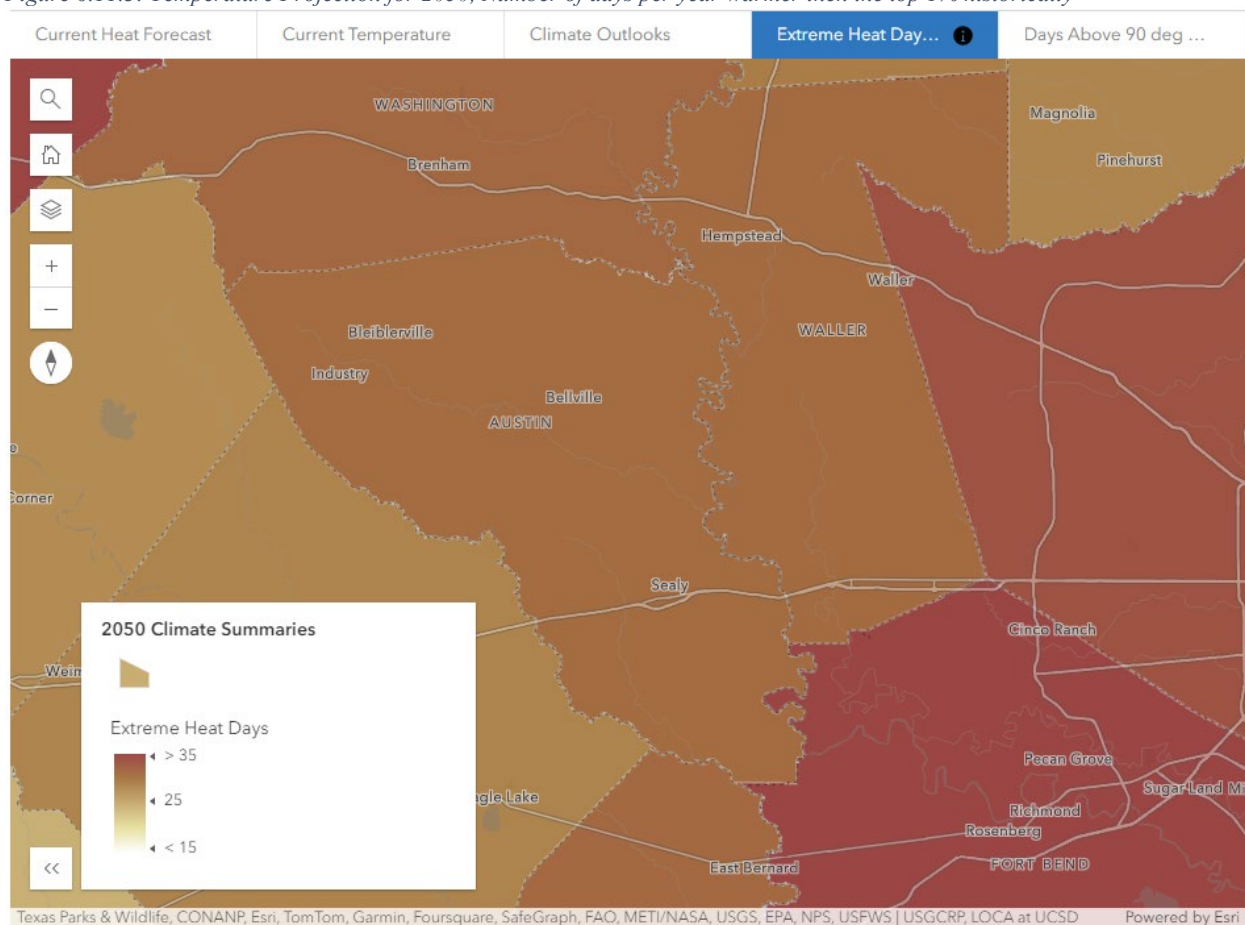 Current Heat Forecast
Current Temperature
Climate Outlooks
Extreme Heat Day...
Days Above 90 deg ...
WASHINGTON
Magnolia
Pinehurst
Brenham
Hempstead
Waller
Bleiblerville
WALLER
Industry
Bellville
AUSTIN
Corner
Sealy
2050 Climate Summaries
Cinco Ranch
Weim
Extreme Heat Days
> 35
25
< 15
Pecan Grove
Sugar Land Mi
agle Lake
Richmond
Rosenberg
East Bernard
FORT BEND
Texas Parks & Wildlife, CONANP, Esri, TomTom, Garmin, Foursquare, SafeGraph, FAO, METI/NASA, USGS, EPA, NPS, USFWS | USGCRP, LOCA at UCSD
Powered by Esri